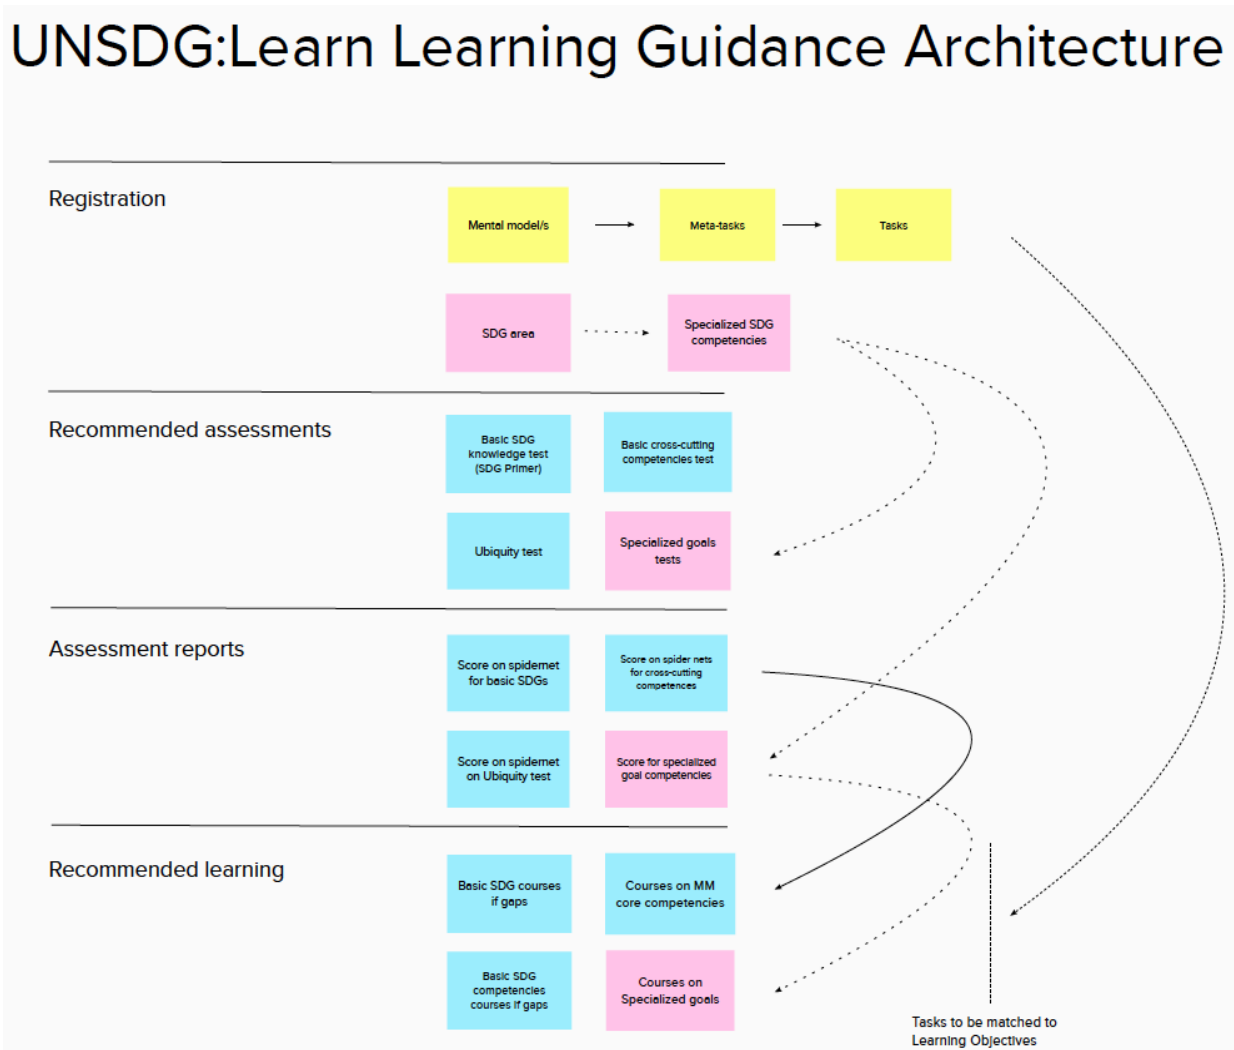 UNSDG:Learn Learning Guidance Architecture
Registration
Mental model/s
Meta-tasks
Tasks
SDG area
Specialized SDG
competencies
Recommended assessments
Basic SDG
knowledge test
(SDG Primer)
Basic cross-cutting
competencies test
Ubiquity test
Specialized goals
tests
Assessment reports
Score on spidernet
for basic SDGs
Score on spider nets
for cross-cutting
competences
Score on spidernet
on Ubiquity test
Score for specialized
goal competencies
Recommended learning
Basic SDG courses
if gaps
Courses on MM
core competencies
Basic SDG
competencies
courses if gaps
Courses on
Specialized goals
Tasks to be matched to
Learning Objectives